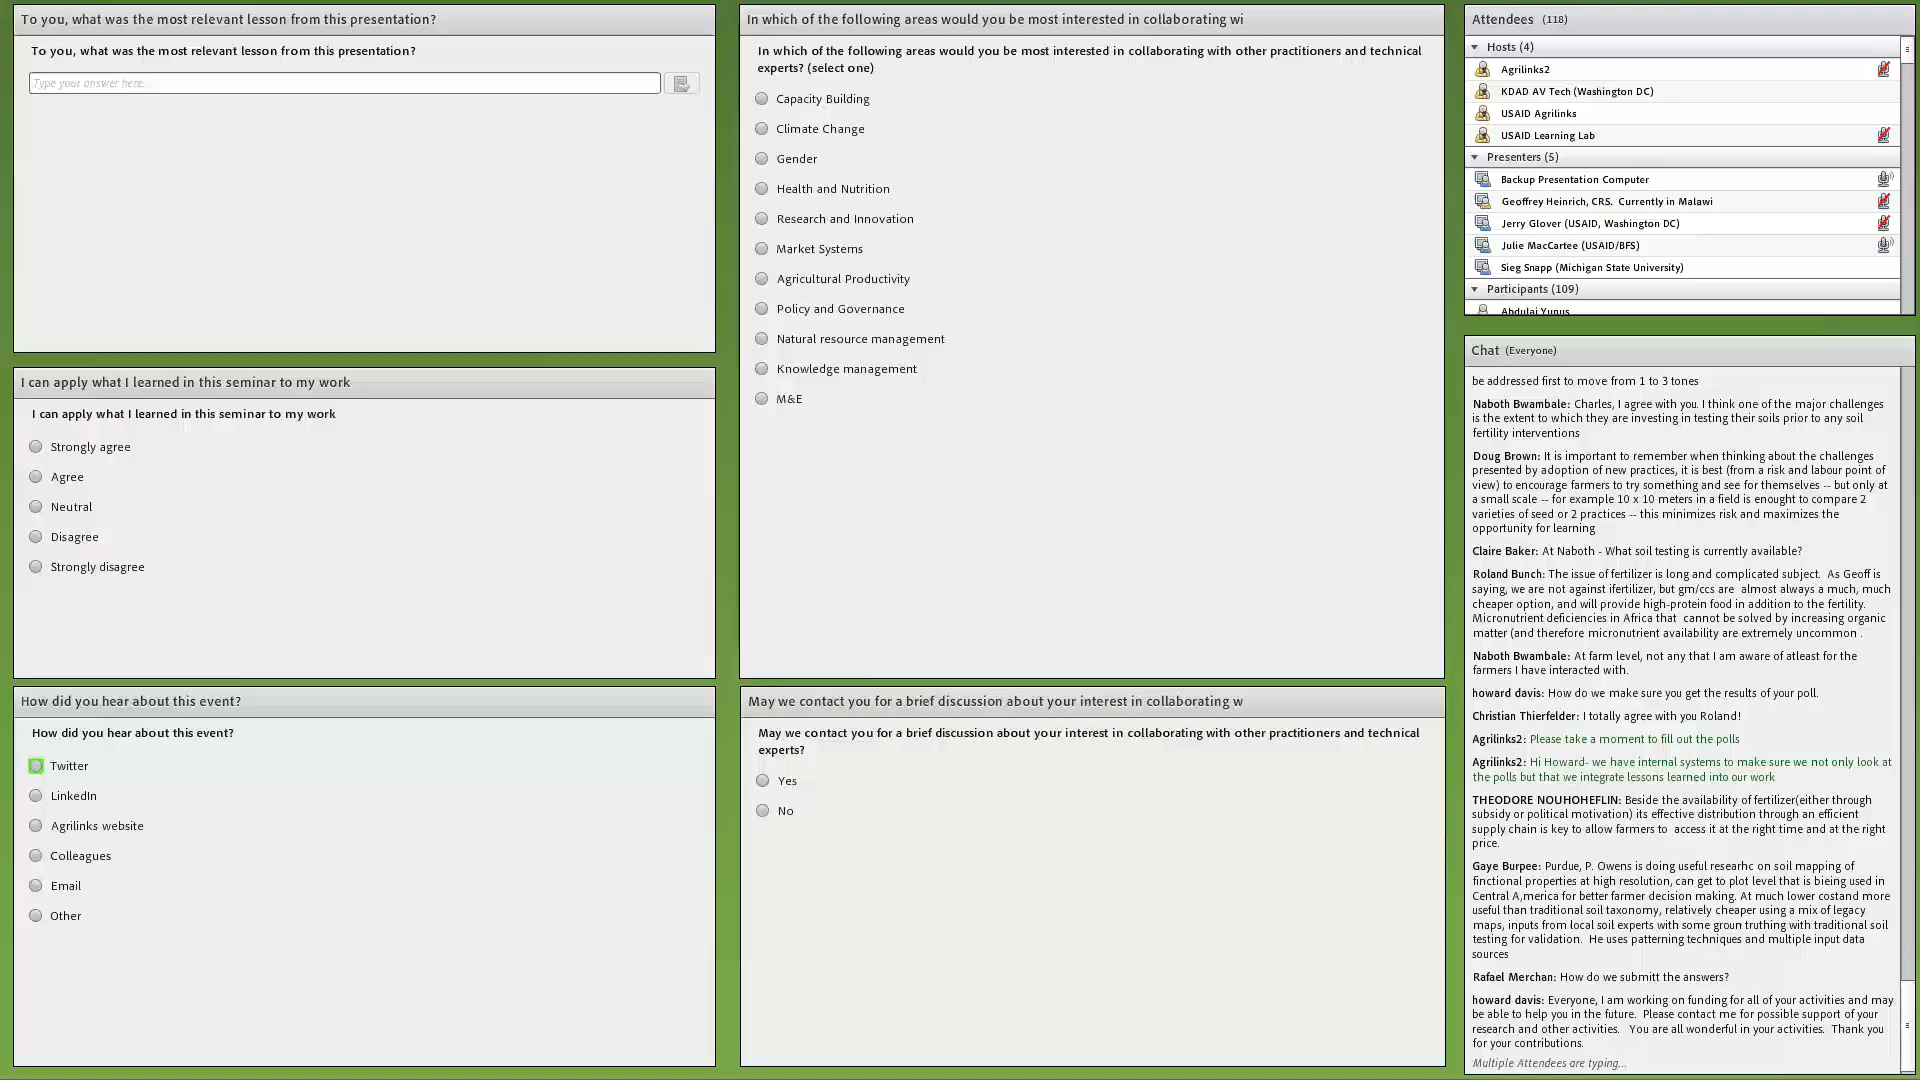 To you, what was the most relevant lesson from this presentation?
To you, what was the most relevant lesson from this presentation?
Type your answer here.
I can apply what I learned in this seminar to my work
I can apply what I learned in this seminar to my work
Strongly agree
Agree
Neutral
Disagree
Strongly disagree
How did you hear about this event?
How did you hear about this event?
Twitter
LinkedIn
Agrilinks website
Colleagues
Email
Other
In which of the following areas would you be most interested in collaborating wi
In which of the following areas would you be most interested in collaborating with other practitioners and technical
experts? (select one)
Capacity Building
Climate Change
Gender
Health and Nutrition
Research and Innovation
Market Systems
Agricultural Productivity
Policy and Governance
Natural resource management
Knowledge management
M&E
May we contact you for a brief discussion about your interest in collaborating w
May we contact you for a brief discussion about your interest in collaborating with other practitioners and technical
experts?
Yes
No
Attendees (118)
Hosts (4)
Agrilinks2
KDAD AV Tech (Washington DC)
USAID Agrilinks
USAID Learning Lab
Presenters (5)
Backup Presentation Computer
Geoffrey Heinrich, CRS. Currently in Malawi
Jerry Glover (USAID, Washington DC)
Julie MacCartee (USAID/BFS)
Sieg Snapp (Michigan State University)
Participants (109)
Abdulai Yunus
Chat (Everyone)
be addressed first to move from 1 to 3 tones
Naboth Bwambale: Charles, I agree with you. I think one of the major challenges
is the extent to which they are investing in testing their soils prior to any soil
fertility interventions
Doug Brown: It is important to remember when thinking about the challenges
presented by adoption of new practices, it is best (from a risk and labour point of
view) to encourage farmers to try something and see for themselves -- but only at
a small scale -- for example 10 x 10 meters in a field is enought to compare 2
varieties of seed or 2 practices -- this minimizes risk and maximizes the
opportunity for learning
Claire Baker: At Naboth - What soil testing is currently available?
Roland Bunch: The issue of fertilizer is long and complicated subject. As Geoff is
saying, we are not against ifertilizer, but gm/ccs are almost always a much, much
cheaper option, and will provide high-protein food in addition to the fertility.
Micronutrient deficiencies in Africa that cannot be solved by increasing organic
matter (and therefore micronutrient availability are extremely uncommon .
Naboth Bwambale: At farm level, not any that I am aware of atleast for the
farmers I have interacted with.
howard davis: How do we make sure you get the results of your poll.
Christian Thierfelder: I totally agree with you Roland!
Agrilinks2: Please take a moment to fill out the polls
Agrilinks2: Hi Howard- we have internal systems to make sure we not only look at
the polls but that we integrate lessons learned into our work
THEODORE NOUHOHEFLIN: Beside the availability of fertilizer(either through
subsidy or political motivation) its effective distribution through an efficient
supply chain is key to allow farmers to access it at the right time and at the right
price.
Gaye Burpee: Purdue, P. Owens is doing useful researhc on soil mapping of
finctional properties at high resolution, can get to plot level that is bieing used in
Central A,merica for better farmer decision making. At much lower costand more
useful than traditional soil taxonomy, relatively cheaper using a mix of legacy
maps, inputs from local soil experts with some groun truthing with traditional soil
testing for validation. He uses patterning techniques and multiple input data
sources
Rafael Merchan: How do we submitt the answers?
howard davis: Everyone, I am working on funding for all of your activities and may
be able to help you in the future. Please contact me for possible support of your
research and other activities. You are all wonderful in your activities. Thank you
for your contributions.
Multiple Attendees are typing...